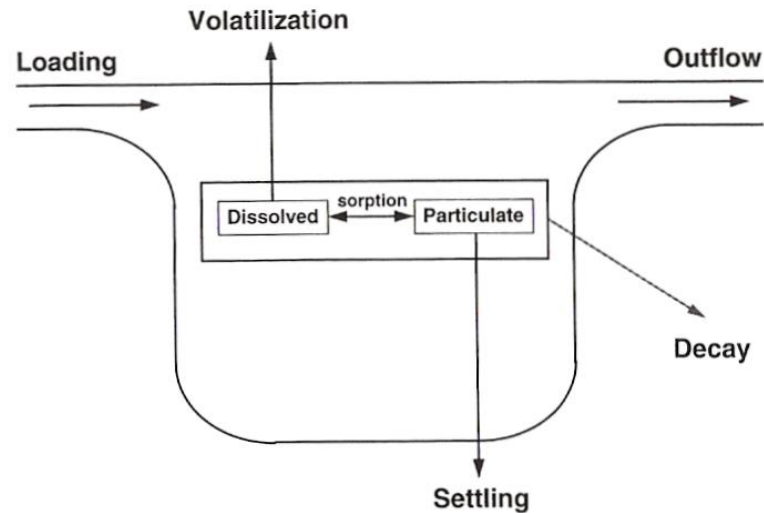 Volatilization
Loading
Outflow
sorption
Dissolved
Particulate
Decay
Settling